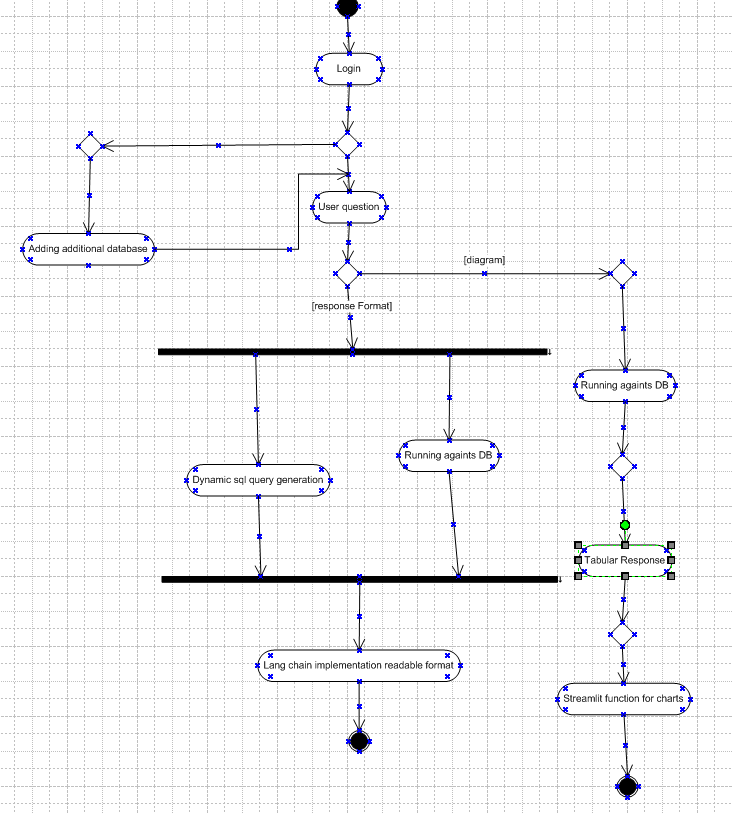 Login
User question
Adding additional database
[diagram]
[response Format]
Running againts DB
Running againts DB
Dynamic sql query generation
Tabular Response
Lang chain implementation readable format
Streamlit function for charts